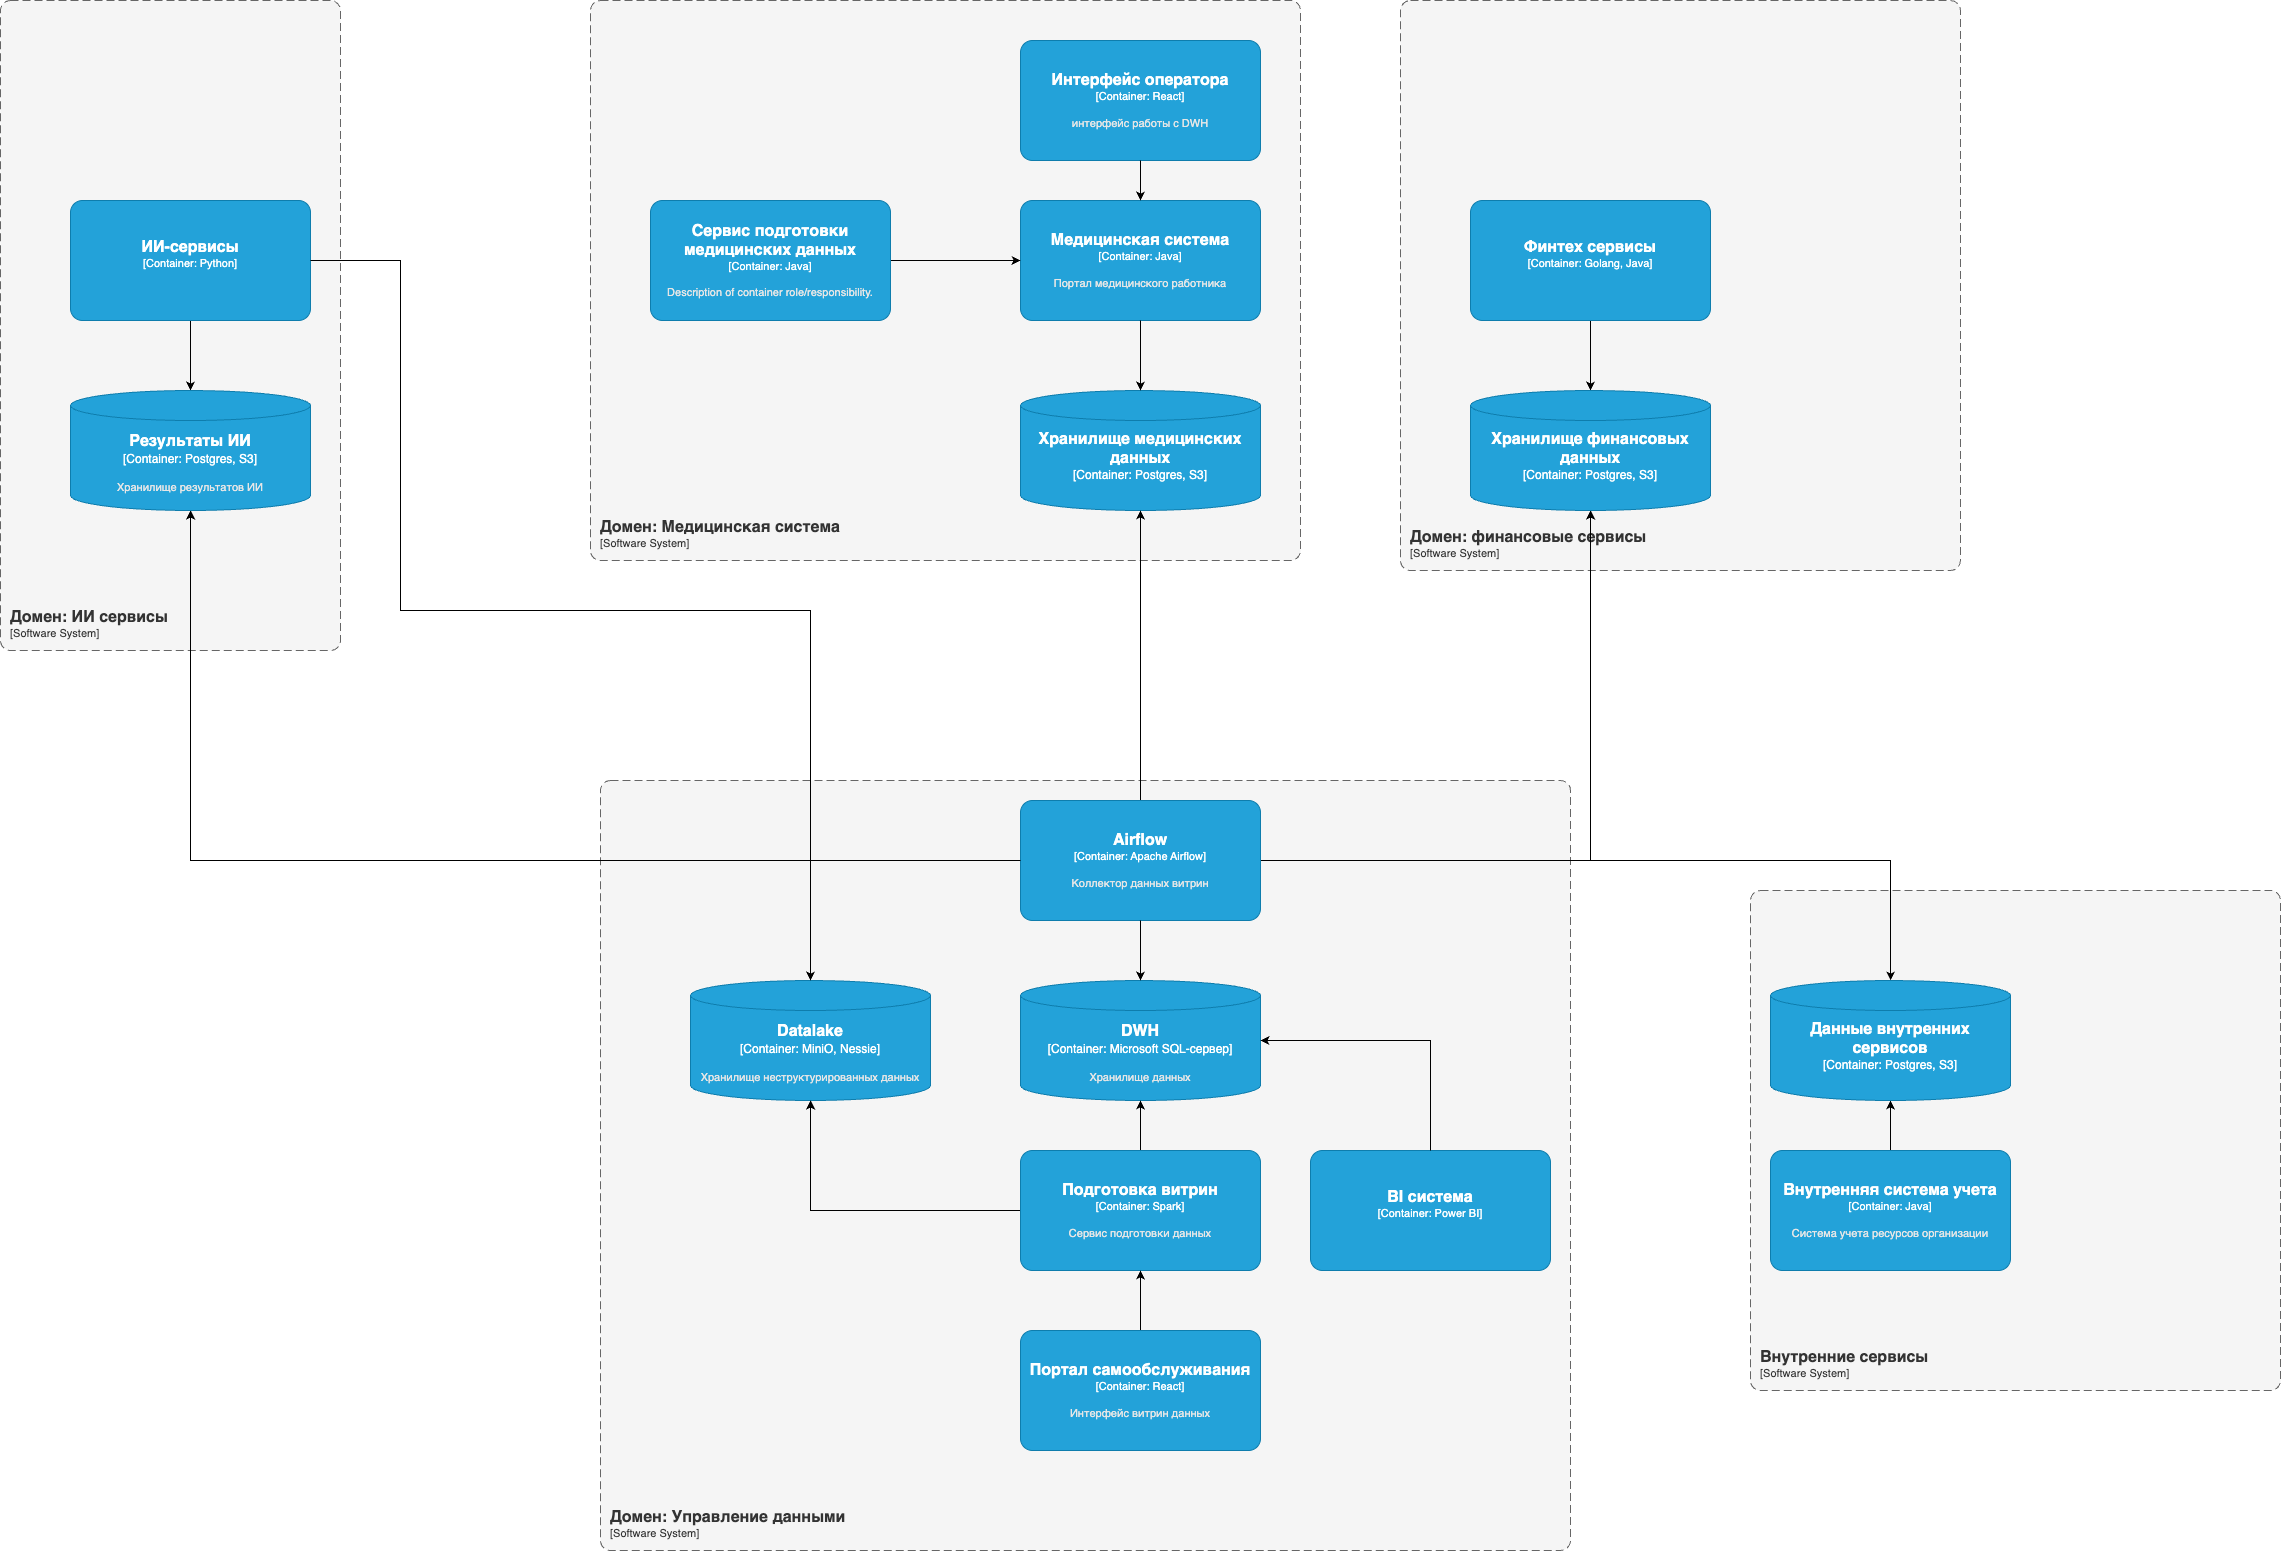 Интерфейс оператора
[Container: React]
интерфейс работы с DWH
ИИ-сервисы
[Container: Python]
Сервис подготовки
медицинских данных
[Container: Java]
Description of container role/responsibility.
Медицинская система
[Container: Java]
Портал медицинского работника
Финтех сервисы
[Container: Golang, Java]
Результаты ИИ
[Container: Postgres, S3]
Хранилище результатов ИИ
Хранилище медицинских
данных
[Container: Postgres, S3]
Хранилище финансовых
данных
[Container: Postgres, S3]
Домен: Медицинская система
[Software System]
Домен: финансовые сервисы
[Software System]
Домен: ИИ сервисы
[Software System]
Airflow
[Container: Apache Airflow]
Коллектор данных витрин
Datalake
[Container: MiniO, Nessie]
Хранилище неструктурированных данных
DWH
[Container: Microsoft SQL-сервер]
Хранилище данных
Данные внутренних
сервисов
[Container: Postgres, S3]
Подготовка витрин
[Container: Spark]
Сервис подготовки данных
BI система
[Container: Power BI]
Внутренняя система учета
[Container: Java]
Система учета ресурсов организации
Портал самообслуживания
[Container: React]
Интерфейс витрин данных
Внутренние сервисы
[Software System]
Домен: Управление данными
[Software System]